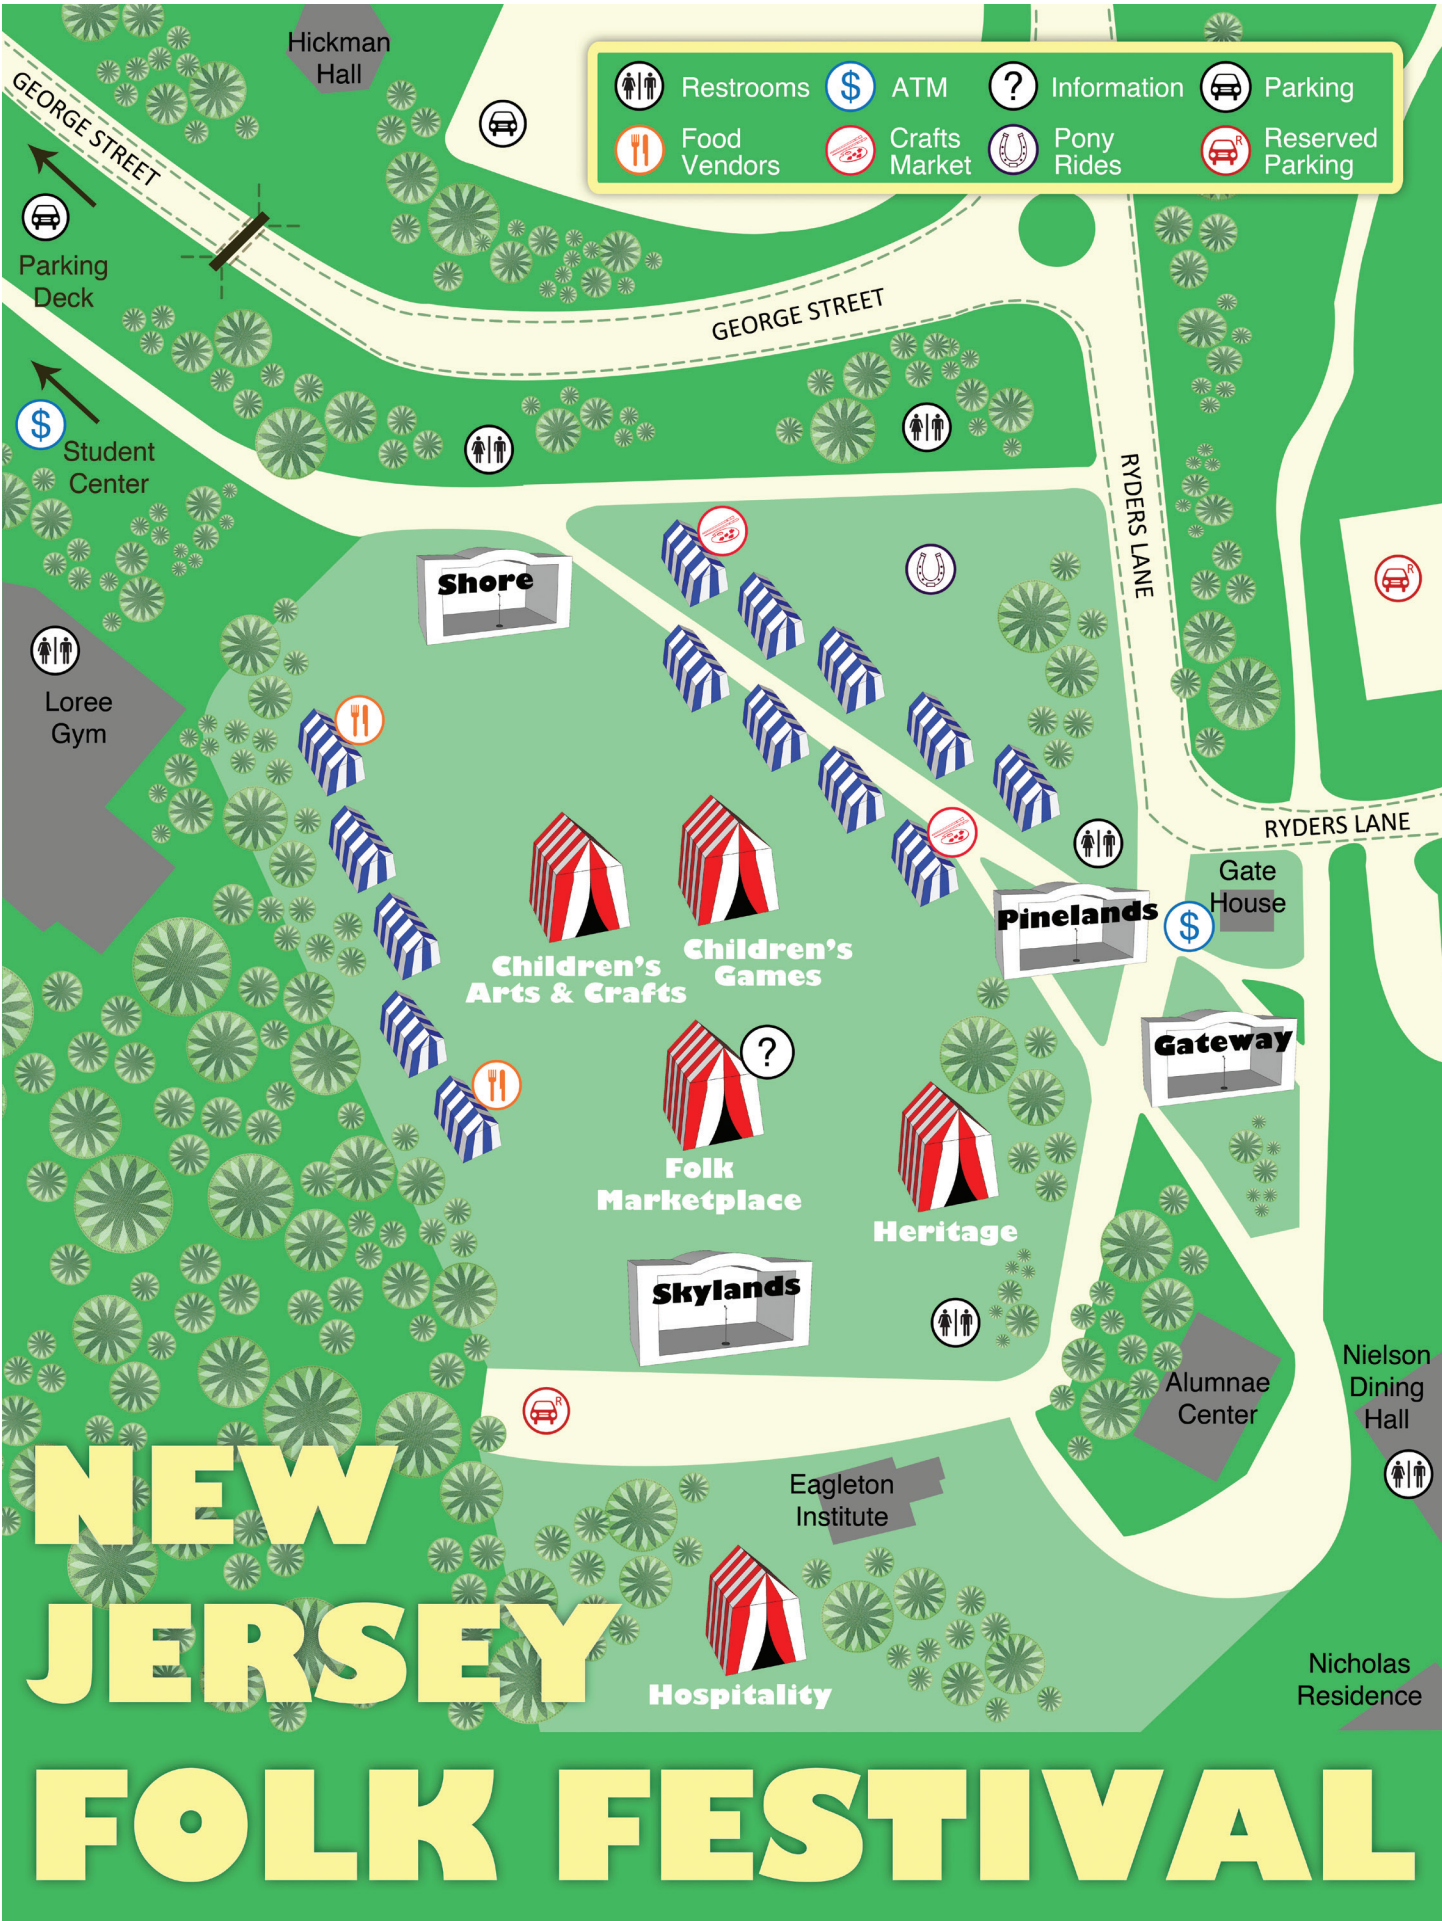 Hickman
Hall
Restrooms
ATM
Information
Parking
Food
Vendors
Crafts
Market
Pony
Rides
Reserved
Parking
GEORGE STREET
Parking
Deck
GEORGE STREET
Student
Center
RYDERS LANE
Shore
Loree
Gym
RYDERS LANE
Gate
House
Pinelands
Children's
Arts & Crafts
Children's
Games
Gateway
Folk
Marketplace
Heritage
Skylands
Alumnae
Center
Nielson
Dining
Hall
Eagleton
Institute
Hospitality
Nicholas
Residence
NEW
JERSEY
FOLK FESTIVAL